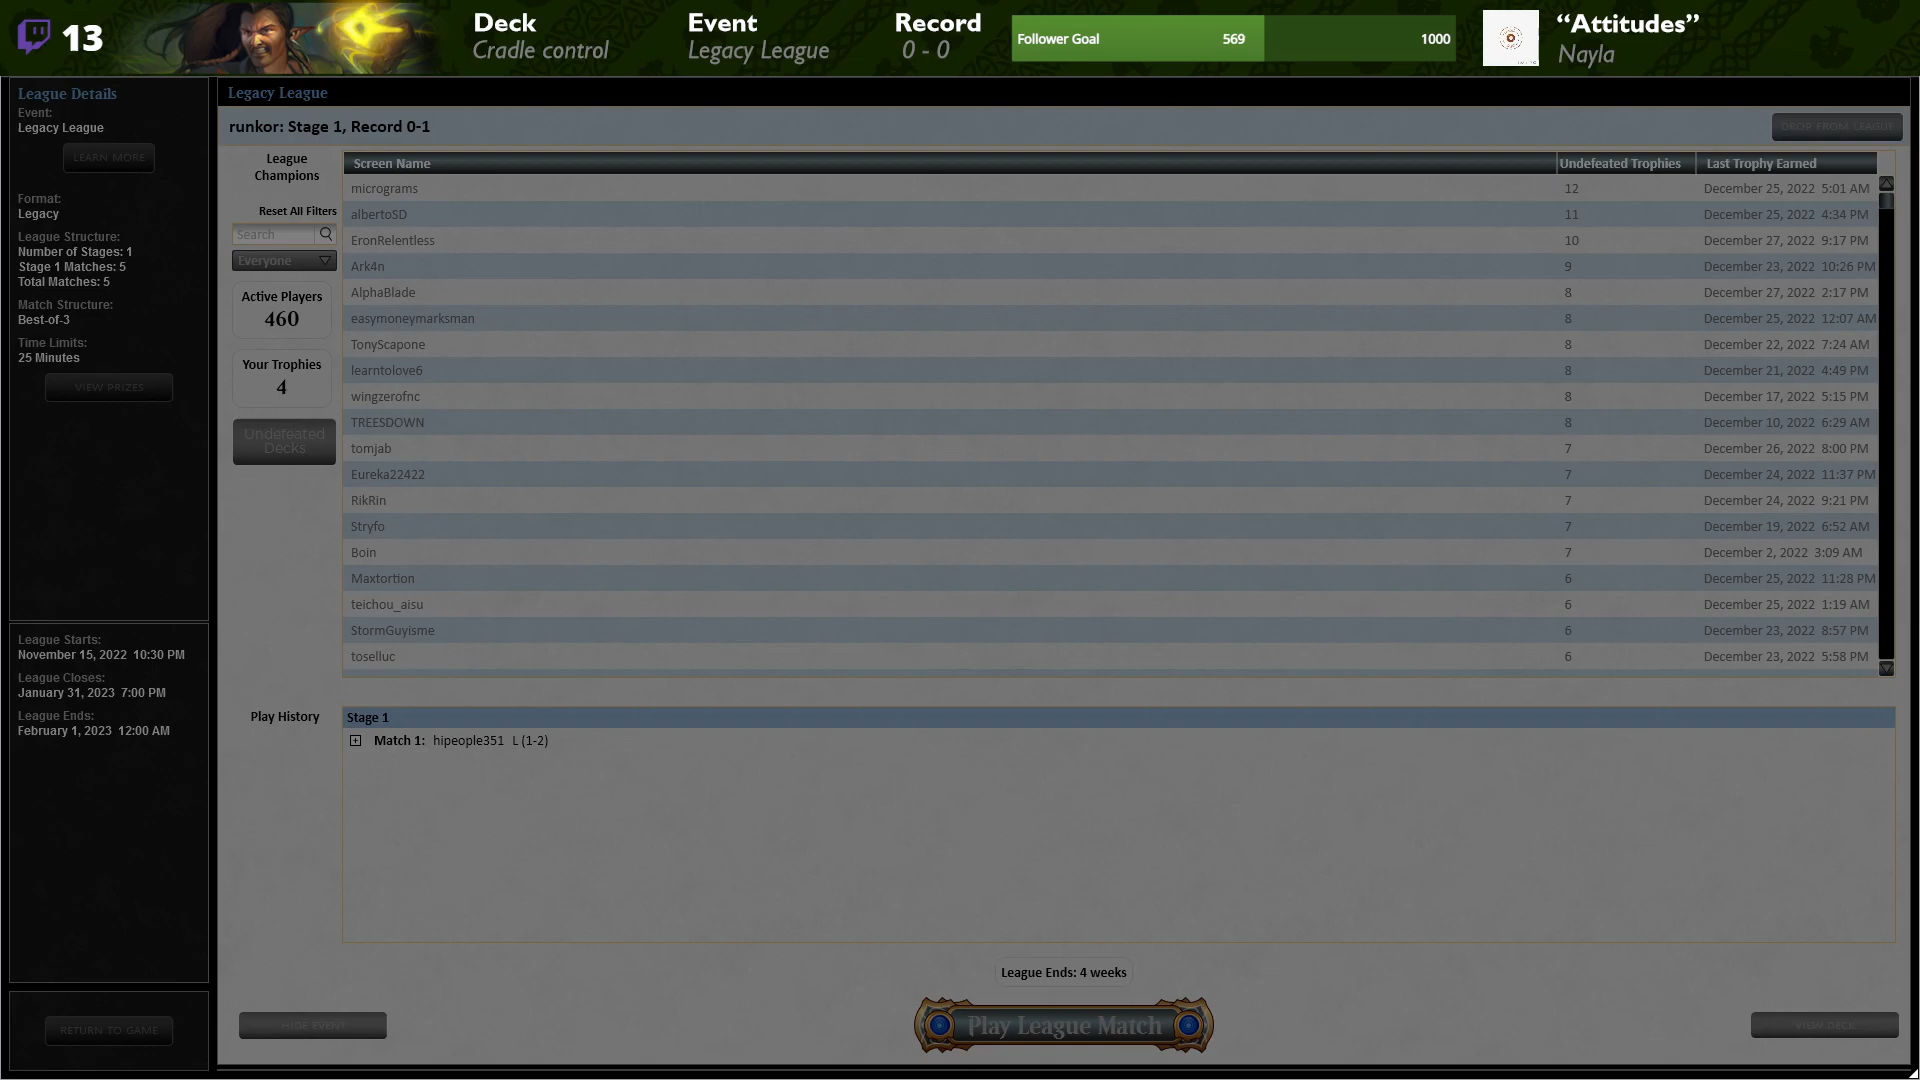 13
Deck
Cradle control
Event
Legacy League
Record
0 - 0
Follower Goal 569 1000
“Attitudes”
Nayla
League Details
Event:
Legacy League
LEARN MORE
Format:
Legacy
League Structure:
Number of Stages: 1
Stage 1 Matches: 5
Total Matches: 5
Match Structure:
Best-of-3
Time Limits:
25 Minutes
VIEW PRIZES
League Starts:
November 15, 2022 10:30 PM
League Closes:
January 31, 2023 7:00 PM
League Ends:
February 1, 2023 12:00 AM
RETURN TO GAME
Legacy League
runkor: Stage 1, Record 0-1
DROP FROM LEAGUE
League
Champions
Reset All Filters
Search
Everyone
Active Players
460
Your Trophies
4
Undefeated
Decks
Screen Name Undefeated Trophies Last Trophy Earned
micrograms 12 December 25, 2022 5:01 AM
albertoSD 11 December 25, 2022 4:34 PM
EronRelentless 10 December 27, 2022 9:17 PM
Ark4n 9 December 23, 2022 10:26 PM
AlphaBlade 8 December 27, 2022 2:17 PM
easymoneymarksman 8 December 25, 2022 12:07 AM
TonyScapone 8 December 22, 2022 7:24 AM
learntolove6 8 December 21, 2022 4:49 PM
wingzerofnc 8 December 17, 2022 5:15 PM
TREESDOWN 8 December 10, 2022 6:29 AM
tomjab 7 December 26, 2022 8:00 PM
Eureka22422 7 December 24, 2022 11:37 PM
RikRin 7 December 24, 2022 9:21 PM
Stryfo 7 December 19, 2022 6:52 AM
Boin 7 December 2, 2022 3:09 AM
Maxtortion 6 December 25, 2022 11:28 PM
teichou_aisu 6 December 25, 2022 1:19 AM
StormGuyisme 6 December 23, 2022 8:57 PM
toselluc 6 December 23, 2022 5:58 PM
Play History
Stage 1
Match 1: hipeople351 L (1-2)
League Ends: 4 weeks
HIDE EVENT
Play League Match
VIEW DECK